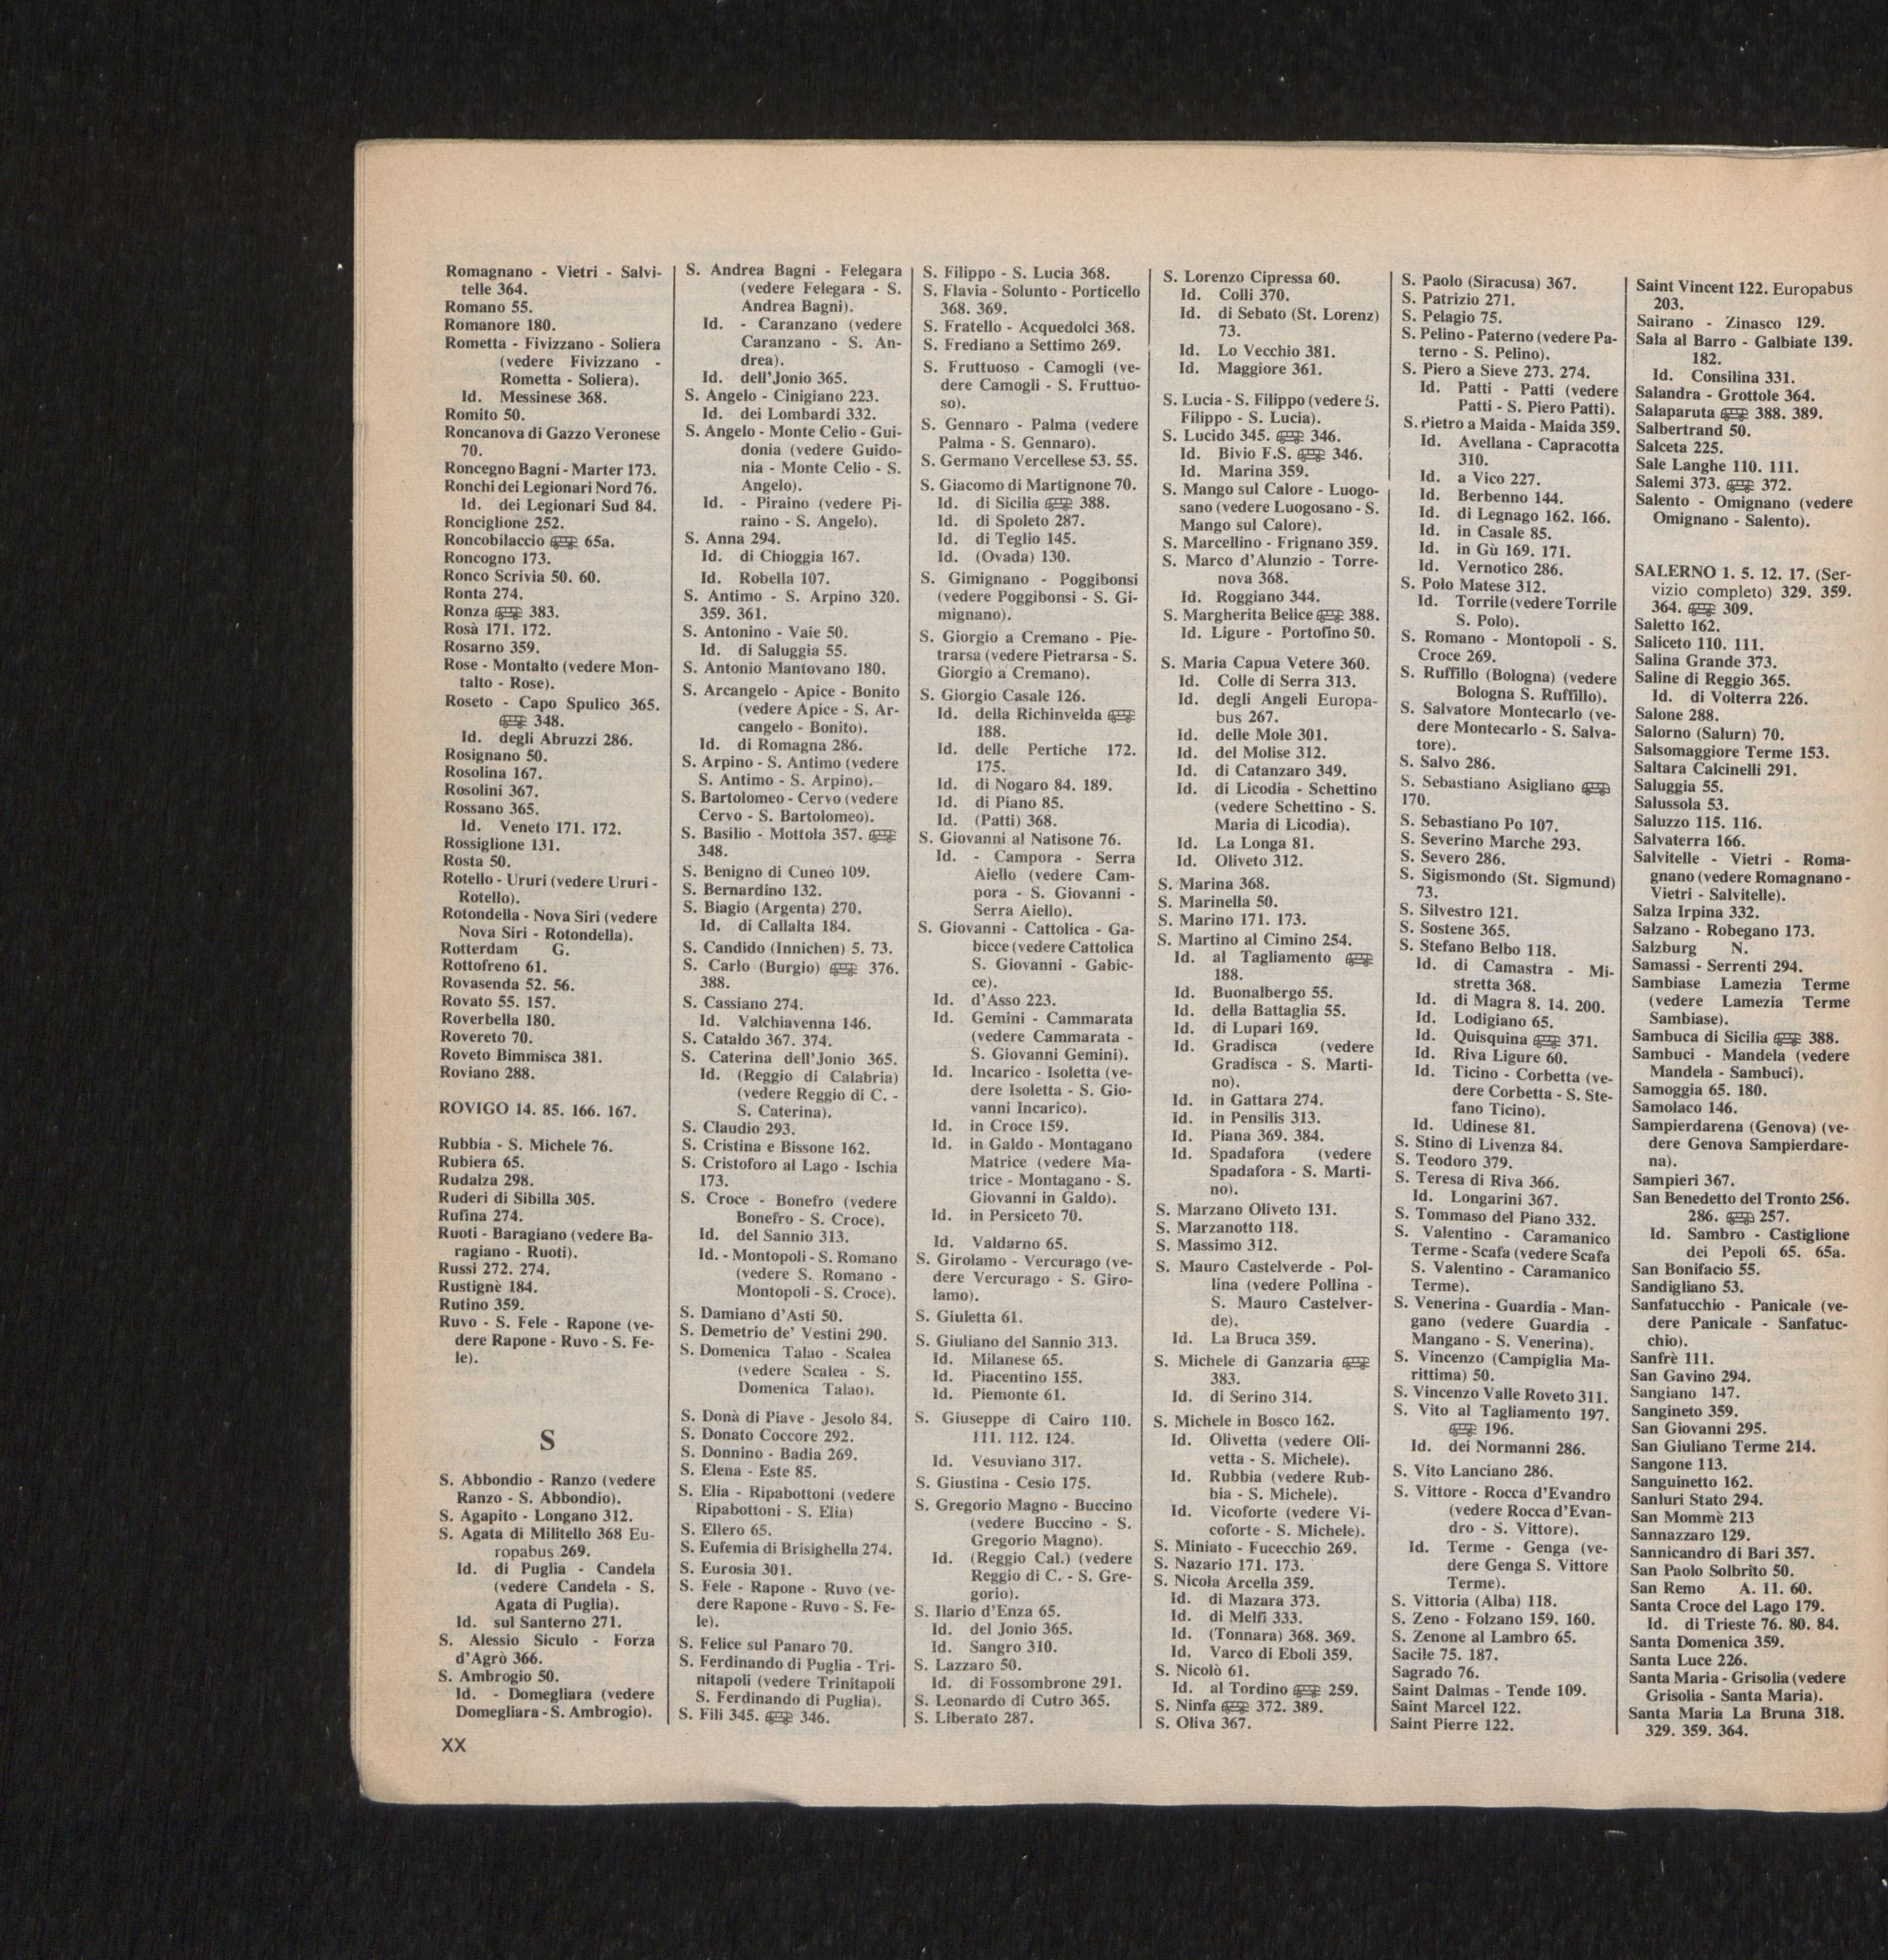 Romagnano - Vietri - Salvi-
telle 364.
Romano 55.
Romanore 180.
Rometta - Fivizzano - Soliera
(vedere Fivizzano -
Rometta - Soliera).
Id. Messinese 368.
Romito 50.
Roncanova di Gazzo Veronese
70.
Roncegno Bagni - Marter 173.
Ronchi dei Legionari Nord 76.
Id. dei Legionari Sud 84.
Ronciglione 252.
Roncobilaccio 65a.
Roncogno 173.
Ronco Scrivia 50. 60.
Ronta 274.
Ronza 383.
Rosà 171. 172.
Rosarno 359.
Rose - Montalto (vedere Mon-
talto - Rose).
Roseto - Capo Spulico 365.
348.
Id. degli Abruzzi 286.
Rosignano 50.
Rosolina 167.
Rosolini 367.
Rossano 365.
Id. Veneto 171. 172.
Rossiglione 131.
Rosta 50.
Rotello - Ururi (vedere Ururi -
Rotello).
Rotondella - Nova Siri (vedere
Nova Siri - Rotondella).
Rotterdam G.
Rottofreno 61.
Rovasenda 52. 56.
Rovato 55. 157.
Roverbella 180.
Rovereto 70.
Roveto Bimmisca 381.
Roviano 288.
ROVIGO 14. 85. 166. 167.
Rubbia - S. Michele 76.
Rubiera 65.
Rudalza 298.
Ruderi di Sibilla 305.
Rufina 274.
Ruoti - Baragiano (vedere Ba-
ragiano - Ruoti).
Russi 272. 274.
Rustignè 184.
Rutino 359.
Ruvo - S. Fele - Rapone (ve-
dere Rapone - Ruvo - S. Fe-
le).
S
S. Abbondio - Ranzo (vedere
Ranzo - S. Abbondio).
S. Agapito - Longano 312.
S. Agata di Militello 368 Eu-
ropabus 269.
Id. di Puglia - Candela
(vedere Candela - S.
Agata di Puglia).
Id. sul Santerno 271.
S. Alessio Siculo - Forza
d'Agrò 366.
S. Ambrogio 50.
Id. - Domegliara (vedere
Domegliara - S. Ambrogio).
XX
S. Andrea Bagni - Felegara
(vedere Felegara - S.
Andrea Bagni).
Id. - Caranzano (vedere
Caranzano - S. An-
drea).
Id. dell'Jonio 365.
S. Angelo - Cinigiano 223.
Id. dei Lombardi 332.
S. Angelo - Monte Celio - Gui-
donia (vedere Guido-
nia - Monte Celio - S.
Angelo).
Id. - Piraino (vedere Pi-
raino - S. Angelo).
S. Anna 294.
Id. di Chioggia 167.
Id. Robella 107.
S. Antimo - S. Arpino 320.
359. 361.
S. Antonino - Vaie 50.
Id. di Saluggia 55.
S. Antonio Mantovano 180.
S. Arcangelo - Apice - Bonito
(vedere Apice - S. Ar-
cangelo - Bonito).
Id. di Romagna 286.
S. Arpino - S. Antimo (vedere
S. Antimo - S. Arpino).
S. Bartolomeo - Cervo (vedere
Cervo - S. Bartolomeo).
S. Basilio - Mottola 357.
348.
S. Benigno di Cuneo 109.
S. Bernardino 132.
S. Biagio (Argenta) 270.
Id. di Callalta 184.
S. Candido (Innichen) 5. 73.
S. Carlo (Burgio) 376.
388.
S. Cassiano 274.
Id. Valchiavenna 146.
S. Cataldo 367. 374.
S. Caterina dell'Jonio 365.
Id. (Reggio di Calabria)
(vedere Reggio di C. -
S. Caterina).
S. Claudio 293.
S. Cristina e Bissone 162.
S. Cristoforo al Lago - Ischia
173.
S. Croce - Bonefro (vedere
Bonefro - S. Croce).
Id. del Sannio 313.
Id. - Montopoli - S. Romano
(vedere S. Romano -
Montopoli - S. Croce).
S. Damiano d'Asti 50.
S. Demetrio de' Vestini 290.
S. Domenica Talao - Scalea
(vedere Scalea - S.
Domenica Talao).
S. Donà di Piave - Jesolo 84.
S. Donato Coccore 292.
S. Donnino - Badia 269.
S. Elena - Este 85.
S. Elia - Ripabottoni (vedere
Ripabottoni - S. Elia)
S. Ellero 65.
S. Eufemia di Brisighella 274.
S. Eurosia 301.
S. Fele - Rapone - Ruvo (ve-
dere Rapone - Ruvo - S. Fe-
le).
S. Felice sul Panaro 70.
S. Ferdinando di Puglia - Tri-
nitapoli (vedere Trinitapoli
S. Ferdinando di Puglia).
S. Fili 345. 346.
S. Filippo - S. Lucia 368.
S. Flavia - Solunto - Porticello
368. 369.
S. Fratello - Acquedolci 368.
S. Frediano a Settimo 269.
S. Fruttuoso - Camogli (ve-
dere Camogli - S. Fruttuo-
so).
S. Gennaro - Palma (vedere
Palma - S. Gennaro).
S. Germano Vercellese 53. 55.
S. Giacomo di Martignone 70.
Id. di Sicilia 388.
Id. di Spoleto 287.
Id. di Teglio 145.
Id. (Ovada) 130.
S. Gimignano - Poggibonsi
(vedere Poggibonsi - S. Gi-
mignano).
S. Giorgio a Cremano - Pie-
trarsa (vedere Pietrarsa - S.
Giorgio a Cremano).
S. Giorgio Casale 126.
Id. della Richinvelda
188.
Id. delle Pertiche 172.
175.
Id. di Nogaro 84. 189.
Id. di Piano 85.
Id. (Patti) 368.
S. Giovanni al Natisone 76.
Id. - Campora - Serra
Aiello (vedere Cam-
pora - S. Giovanni -
Serra Aiello).
S. Giovanni - Cattolica - Ga-
bicce (vedere Cattolica
S. Giovanni - Gabic-
ce).
Id. d'Asso 223.
Id. Gemini - Cammarata
(vedere Cammarata -
S. Giovanni Gemini).
Id. Incarico - Isoletta (ve-
dere Isoletta - S. Gio-
vanni Incarico).
Id. in Croce 159.
Id. in Galdo - Montagano
Matrice (vedere Ma-
trice - Montagano - S.
Giovanni in Galdo).
Id. in Persiceto 70.
Id. Valdarno 65.
S. Girolamo - Vercurago (ve-
dere Vercurago - S. Giro-
lamo).
S. Giuletta 61.
S. Giuliano del Sannio 313.
Id. Milanese 65.
Id. Piacentino 155.
Id. Piemonte 61.
S. Giuseppe di Cairo 110.
111. 112. 124.
Id. Vesuviano 317.
S. Giustina - Cesio 175.
S. Gregorio Magno - Buccino
(vedere Buccino - S.
Gregorio Magno).
Id. (Reggio Cal.) (vedere
Reggio di C. - S. Gre-
gorio).
S. Ilario d'Enza 65.
Id. del Jonio 365.
Id. Sangro 310.
S. Lazzaro 50.
Id. di Fossombrone 291.
S. Leonardo di Cutro 365.
S. Liberato 287.
S. Lorenzo Cipressa 60.
Id. Colli 370.
Id. di Sebato (St. Lorenz)
73.
Id. Lo Vecchio 381.
Id. Maggiore 361.
S. Lucia - S. Filippo (vedere S.
Filippo - S. Lucia).
S. Lucido 345. 346.
Id. Bivio F.S. 346.
Id. Marina 359.
S. Mango sul Calore - Luogo-
sano (vedere Luogosano - S.
Mango sul Calore).
S. Marcellino - Frignano 359.
S. Marco d'Alunzio - Torre-
nova 368.
Id. Roggiano 344.
S. Margherita Belice 388.
Id. Ligure - Portofino 50.
S. Maria Capua Vetere 360.
Id. Colle di Serra 313.
Id. degli Angeli Europa-
bus 267.
Id. delle Mole 301.
Id. del Molise 312.
Id. di Catanzaro 349.
Id. di Licodia - Schettino
(vedere Schettino - S.
Maria di Licodia).
Id. La Longa 81.
Id. Oliveto 312.
S. Marina 368.
S. Marinella 50.
S. Marino 171. 173.
S. Martino al Cimino 254.
Id. al Tagliamento
188.
Id. Buonalbergo 55.
Id. della Battaglia 55.
Id. di Lupari 169.
Id. Gradisca (vedere
Gradisca - S. Marti-
no).
Id. in Gattara 274.
Id. in Pensilis 313.
Id. Piana 369. 384.
Id. Spadafora (vedere
Spadafora - S. Marti-
no).
S. Marzano Oliveto 131.
S. Marzanotto 118.
S. Massimo 312.
S. Mauro Castelverde - Pol-
lina (vedere Pollina -
S. Mauro Castelver-
de).
Id. La Bruca 359.
S. Michele di Ganzaria
383.
Id. di Serino 314.
S. Michele in Bosco 162.
Id. Olivetta (vedere Oli-
vetta - S. Michele).
Id. Rubbia (vedere Rub-
bia - S. Michele).
Id. Vicoforte (vedere Vi-
coforte - S. Michele).
S. Miniato - Fucecchio 269.
S. Nazario 171. 173.
S. Nicola Arcella 359.
Id. di Mazara 373.
Id. di Melfi 333.
Id. (Tonnara) 368. 369.
Id. Varco di Eboli 359.
S. Nicolò 61.
Id. al Tordino 259.
S. Ninfa 372. 389.
S. Oliva 367.
S. Paolo (Siracusa) 367.
S. Patrizio 271.
S. Pelagio 75.
S. Pelino - Paterno (vedere Pa-
terno - S. Pelino).
S. Piero a Sieve 273. 274.
Id. Patti - Patti (vedere
Patti - S. Piero Patti).
S. Pietro a Maida - Maida 359.
Id. Avellana - Capracotta
310.
Id. a Vico 227.
Id. Berbenno 144.
Id. di Legnago 162. 166.
Id. in Casale 85.
Id. in Gù 169. 171.
Id. Vernotico 286.
S. Polo Matese 312.
Id. Torrile (vedere Torrile
S. Polo).
S. Romano - Montopoli - S.
Croce 269.
S. Ruffillo (Bologna) (vedere
Bologna S. Ruffillo).
S. Salvatore Montecarlo (ve-
dere Montecarlo - S. Salva-
tore).
S. Salvo 286.
S. Sebastiano Asigliano
170.
S. Sebastiano Po 107.
S. Severino Marche 293.
S. Severo 286.
S. Sigismondo (St. Sigmund)
73.
S. Silvestro 121.
S. Sostene 365.
S. Stefano Belbo 118.
Id. di Camastra - Mi-
stretta 368.
Id. di Magra 8. 14. 200.
Id. Lodigiano 65.
Id. Quisquina 371.
Id. Riva Ligure 60.
Id. Ticino - Corbetta (ve-
dere Corbetta - S. Ste-
fano Ticino).
Id. Udinese 81.
S. Stino di Livenza 84.
S. Teodoro 379.
S. Teresa di Riva 366.
Id. Longarini 367.
S. Tommaso del Piano 332.
S. Valentino - Caramanico
Terme - Scafa (vedere Scafa
S. Valentino - Caramanico
Terme).
S. Venerina - Guardia - Man-
gano (vedere Guardia -
Mangano - S. Venerina).
S. Vincenzo (Campiglia Ma-
rittima) 50.
S. Vincenzo Valle Roveto 311.
S. Vito al Tagliamento 197.
196.
Id. dei Normanni 286.
S. Vito Lanciano 286.
S. Vittore - Rocca d'Evandro
(vedere Rocca d'Evan-
dro - S. Vittore).
Id. Terme - Genga (ve-
dere Genga S. Vittore
Terme).
S. Vittoria (Alba) 118.
S. Zeno - Folzano 159. 160.
S. Zenone al Lambro 65.
Sacile 75. 187.
Sagrado 76.
Saint Dalmas - Tende 109.
Saint Marcel 122.
Saint Pierre 122.
Saint Vincent 122. Europabus
203.
Sairano - Zinasco 129.
Sala al Barro - Galbiate 139.
182.
Id. Consilina 331.
Salandra - Grottole 364.
Salaparuta 388. 389.
Salbertrand 50.
Salceta 225.
Sale Langhe 110. 111.
Salemi 373. 372.
Salento - Omignano (vedere
Omignano - Salento).
SALERNO 1. 5. 12. 17. (Ser-
vizio completo) 329. 359.
364. 309.
Saletto 162.
Saliceto 110. 111.
Salina Grande 373.
Saline di Reggio 365.
Id. di Volterra 226.
Salone 288.
Salorno (Salurn) 70.
Salsomaggiore Terme 153.
Saltara Calcinelli 291.
Saluggia 55.
Salussola 53.
Saluzzo 115. 116.
Salvaterra 166.
Salvitelle - Vietri - Roma-
gnano (vedere Romagnano -
Vietri - Salvitelle).
Salza Irpina 332.
Salzano - Robegano 173.
Salzburg N.
Samassi - Serrenti 294.
Sambiase Lamezia Terme
(vedere Lamezia Terme
Sambiase).
Sambuca di Sicilia 388.
Sambuci - Mandela (vedere
Mandela - Sambuci).
Samoggia 65. 180.
Samolaco 146.
Sampierdarena (Genova) (ve-
dere Genova Sampierdare-
na).
Sampieri 367.
San Benedetto del Tronto 256.
286. 257.
Id. Sambro - Castiglione
dei Pepoli 65. 65a.
San Bonifacio 55.
Sandigliano 53.
Sanfatucchio - Panicale (ve-
dere Panicale - Sanfatuc-
chio).
Sanfrè 111.
San Gavino 294.
Sangiano 147.
Sangineto 359.
San Giovanni 295.
San Giuliano Terme 214.
Sangone 113.
Sanguinetto 162.
Sanluri Stato 294.
San Mommè 213
Sannazzaro 129.
Sannicandro di Bari 357.
San Paolo Solbrito 50.
San Remo A. 11. 60.
Santa Croce del Lago 179.
Id. di Trieste 76. 80. 84.
Santa Domenica 359.
Santa Luce 226.
Santa Maria - Grisolia (vedere
Grisolia - Santa Maria).
Santa Maria La Bruna 318.
329. 359. 364.